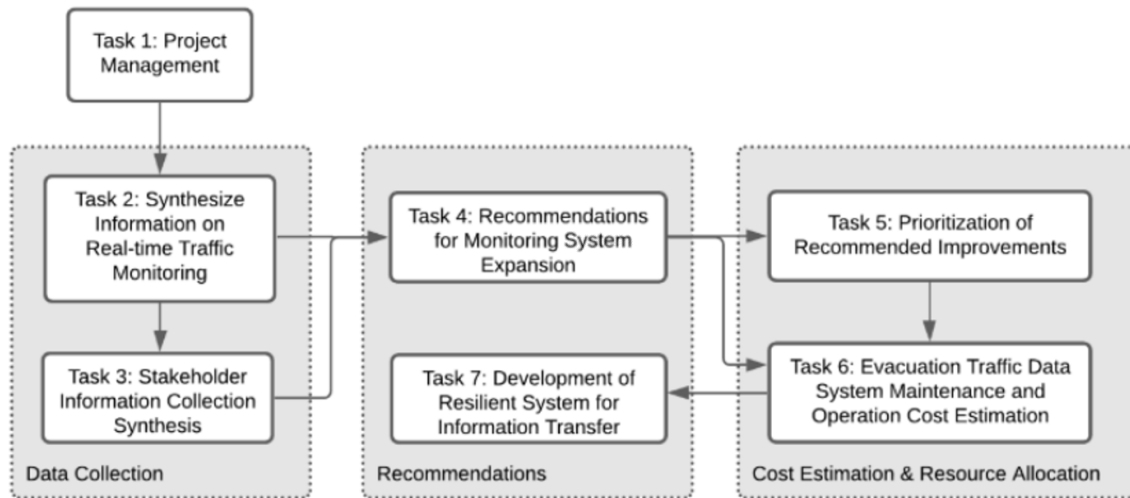 Task 1: Project
Management
Task 2: Synthesize
Information on
Real-time Traffic
Monitoring
Task 3: Stakeholder
Information Collection
Synthesis
Data Collection
Task 4: Recommendations
for Monitoring System
Expansion
Task 7: Development of
Resilient System for
Information Transfer
Recommendations
Task 5: Prioritization of
Recommended Improvements
Task 6: Evacuation Traffic Data
System Maintenance and
Operation Cost Estimation
Cost Estimation & Resource Allocation